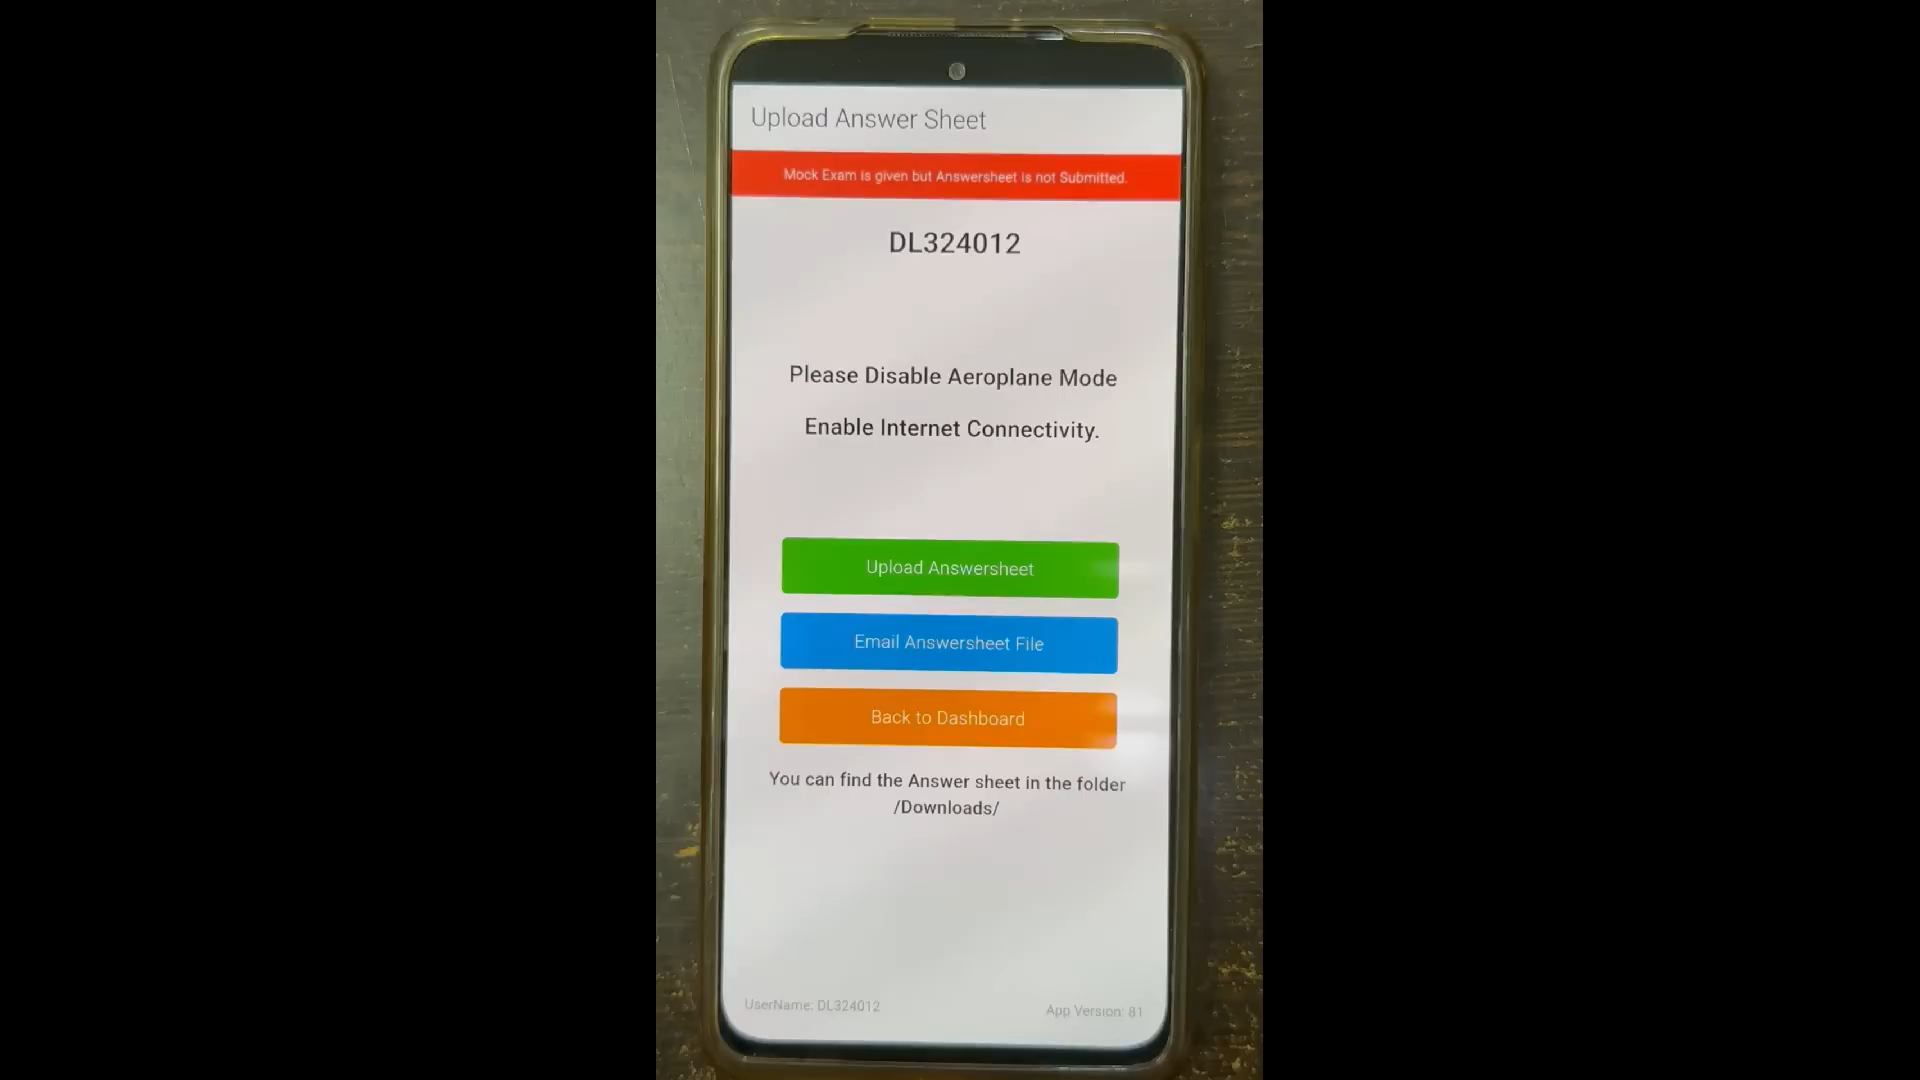 Upload Answer Sheet
Mock Exam is given but Answersheet is not Submitted.
DL324012
Please Disable Aeroplane Mode
Enable Internet Connectivity.
Upload Answersheet
Email Answersheet File
Back to Dashboard
You can find the Answer sheet in the folder
/Downloads/
UserName: DL324012
App Version: 81